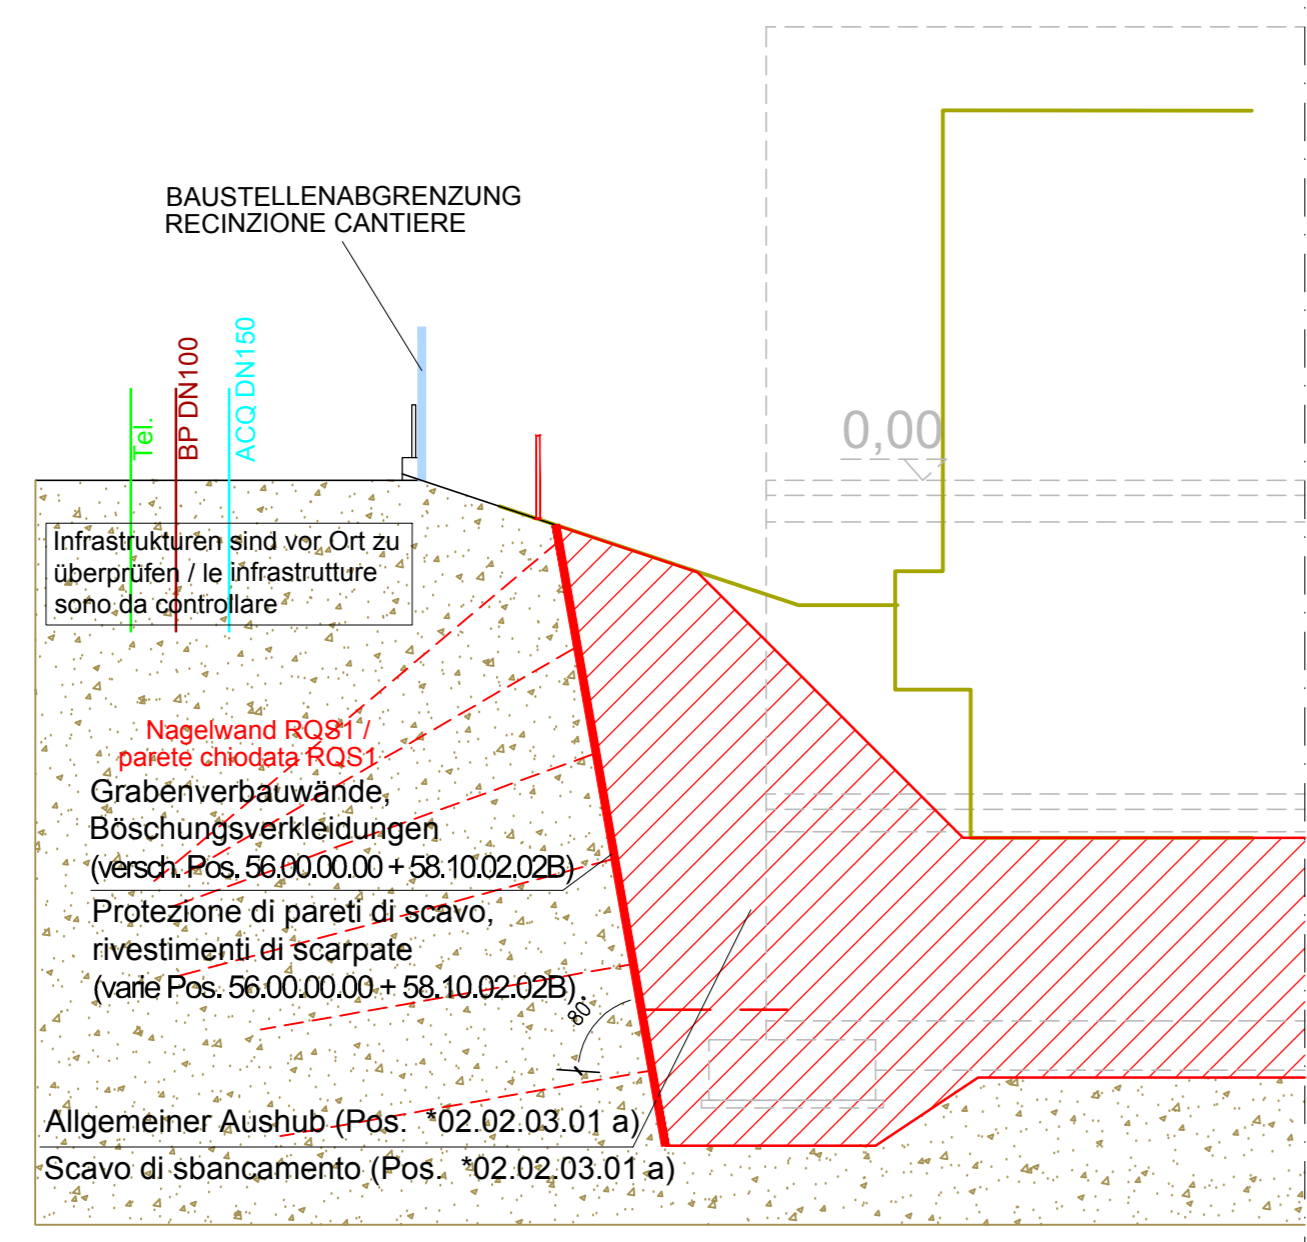 BAUSTELLENABGRENZUNG
RECINZIONE CANTIERE
Tel.
BP DN100
ACQ DN150
0,00
Infrastrukturen sind vor Ort zu
überprüfen / le infrastrutture
sono da controllare
Nagelwand RQS1 /
parete chiodata RQS1
Grabenverbauwände,
Böschungsverkleidungen
(versch. Pos. 56.00.00.00 + 58.10.02.02B)
Protezione di pareti di scavo,
rivestimenti di scarpate
(varie Pos. 56.00.00.00 + 58.10.02.02B)
80°
Allgemeiner Aushub (Pos. *02.02.03.01 a)
Scavo di sbancamento (Pos. *02.02.03.01 a)